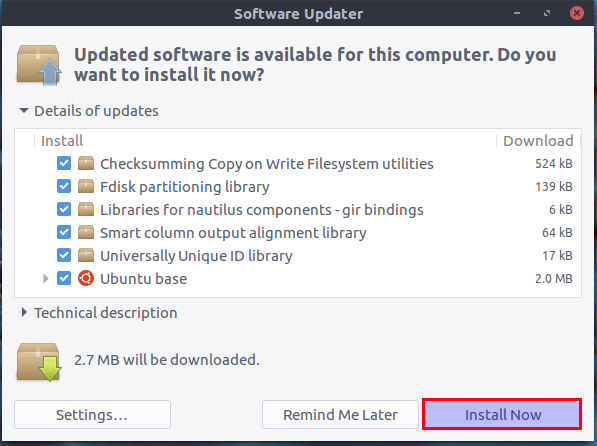 Software Updater
Updated software is available for this computer. Do you
want to install it now?
Details of updates
Install Download
Checksumming Copy on Write Filesystem utilities 524 kB
Fdisk partitioning library 139 kB
Libraries for nautilus components - gir bindings 6 kB
Smart column output alignment library 64 kB
Universally Unique ID library 17 kB
Ubuntu base 2.0 MB
Technical description
2.7 MB will be downloaded.
Settings... Remind Me Later Install Now